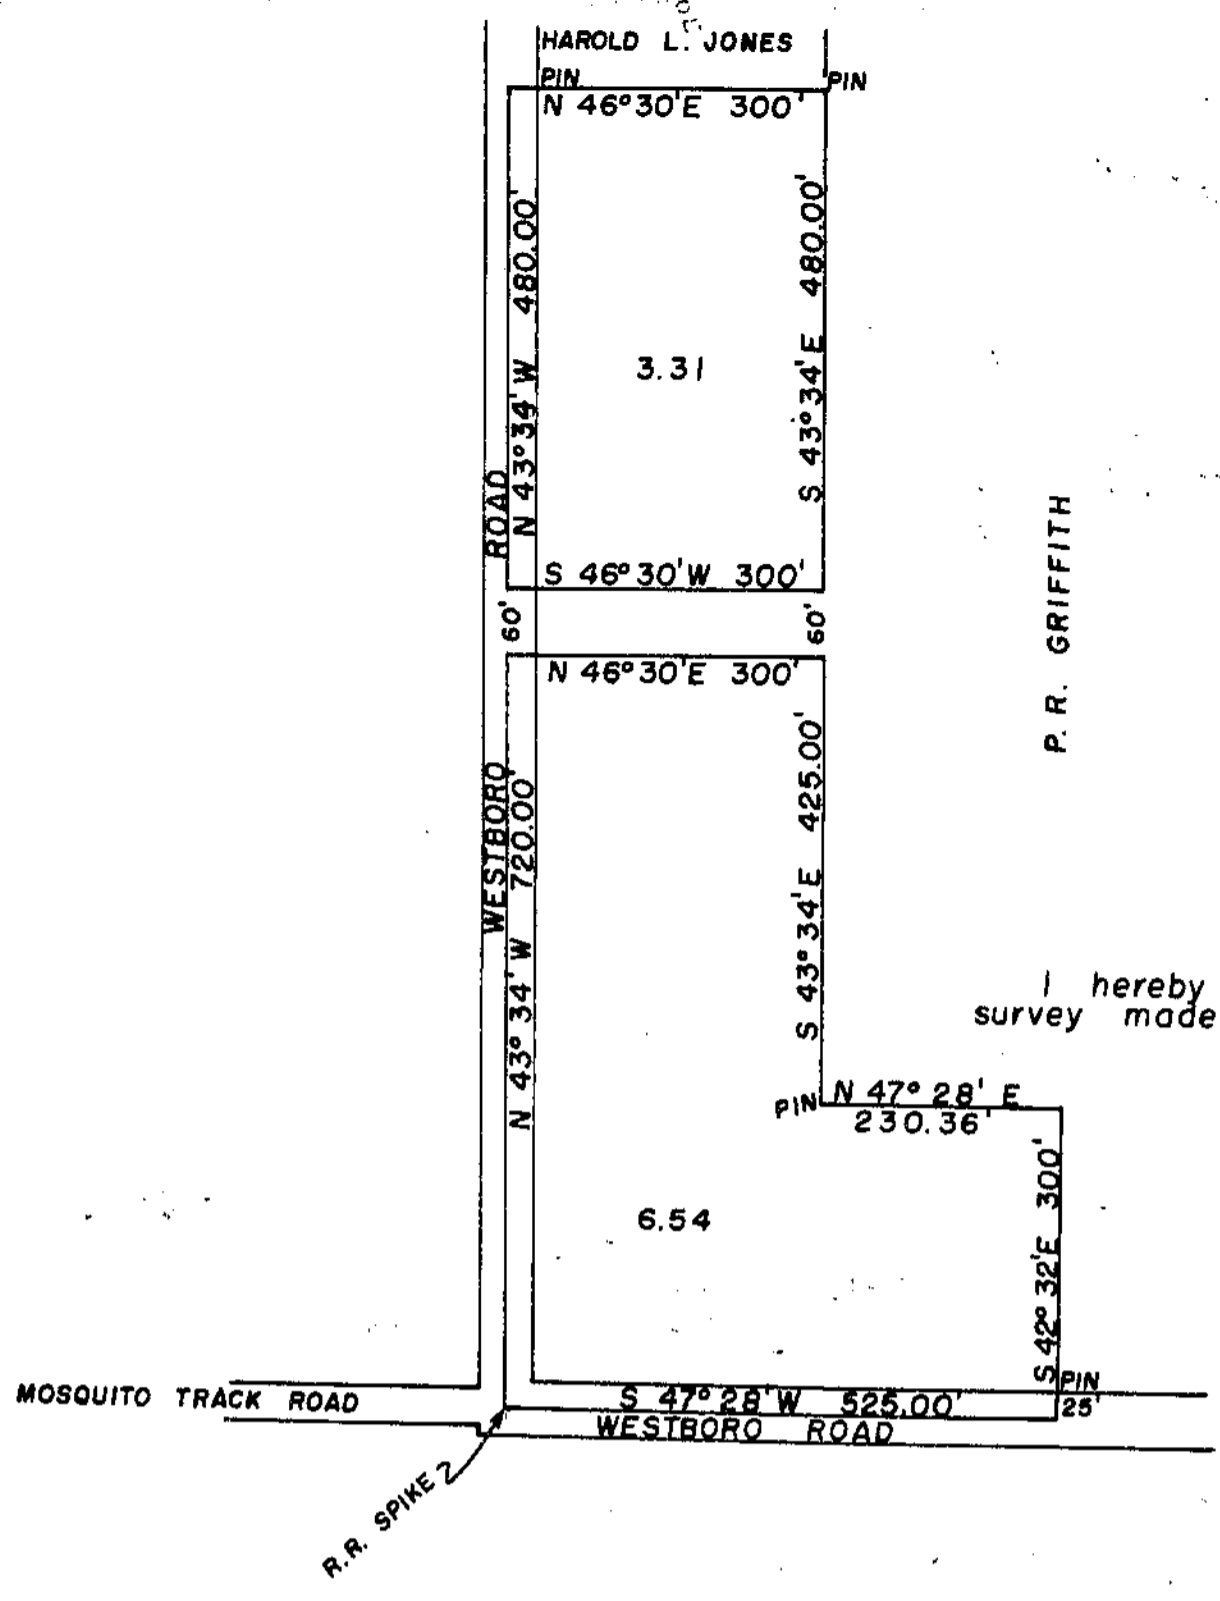 HAROLD L. JONES
PIN
PIN
N 46°30'E 300'
N 43°34'W 480.00'
S 43°34'E 480.00'
3.31
ROAD
S 46°30'W 300'
60'
60'
N 46°30'E 300'
P. R. GRIFFITH
WESTBORO
N 43°34'W 720.00'
S 43°34'E 425.00'
I hereby
survey made
PIN
N 47°28' E
230.36'
6.54
S 42°32'E 300'
PIN
MOSQUITO TRACK ROAD
S 47°28'W 525.00'
25'
WESTBORO ROAD
R.R. SPIKE